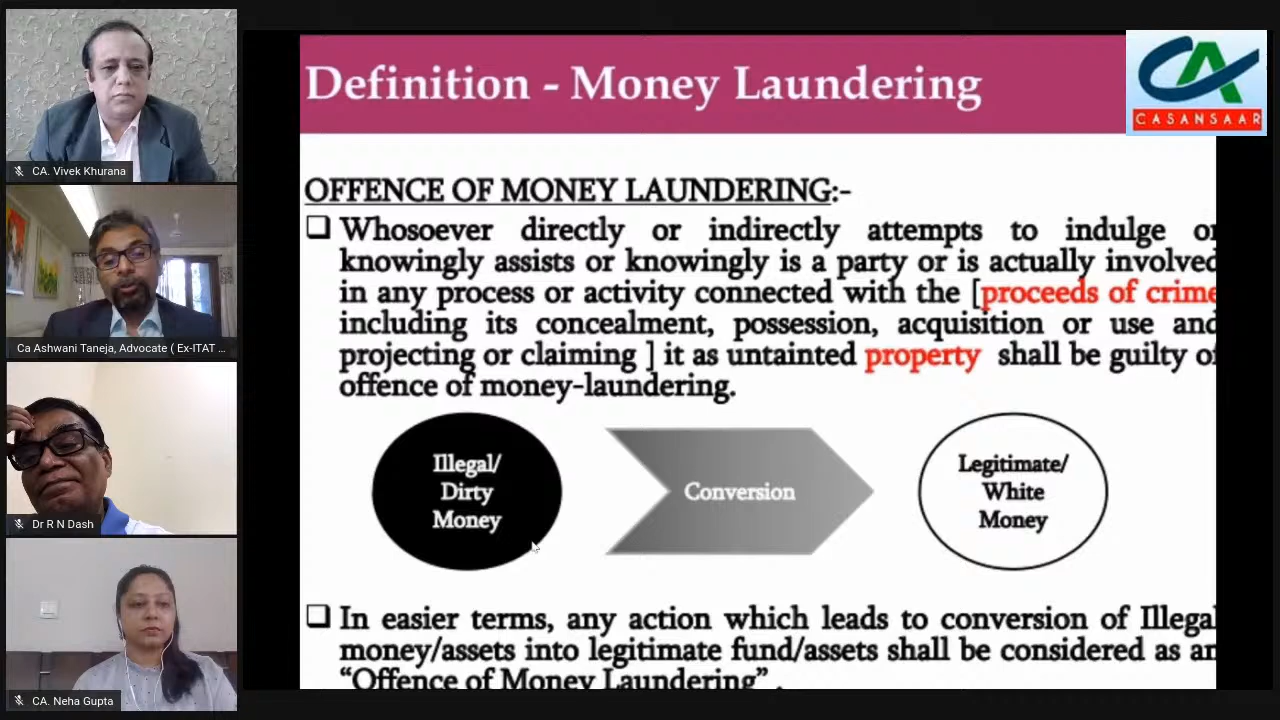 CA. Vivek Khurana
Ca Ashwani Taneja, Advocate ( Ex-ITAT ...
Dr R N Dash
CA. Neha Gupta
Definition - Money Laundering
CA
CASANSAAR
OFFENCE OF MONEY LAUNDERING:-
Whosoever directly or indirectly attempts to indulge or
knowingly assists or knowingly is a party or is actually involved
in any process or activity connected with the [proceeds of crime
including its concealment, possession, acquisition or use and
projecting or claiming ] it as untainted property shall be guilty of
offence of money-laundering.
Illegal/
Dirty
Money
Conversion
Legitimate/
White
Money
In easier terms, any action which leads to conversion of Illegal
money/assets into legitimate fund/assets shall be considered as an
“Offence of Money Laundering” .